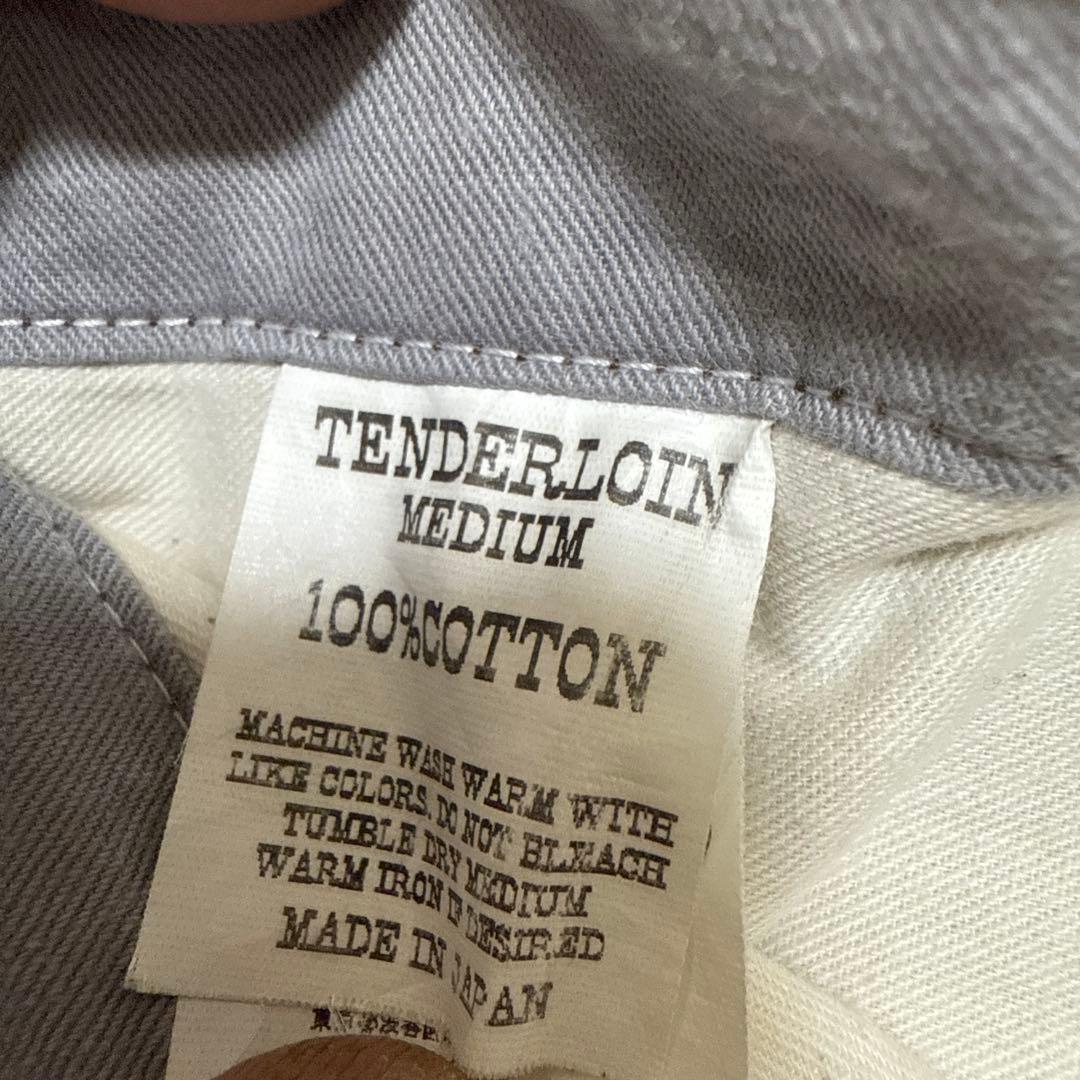 TENDERLOIN
MEDIUM
100%COTTON
MACHINE WASH WARM WITH
LIKE COLORS. DO NOT BLEACH
TUMBLE DRY MEDIUM
WARM IRON IF DESIRED
MADE IN JAPAN